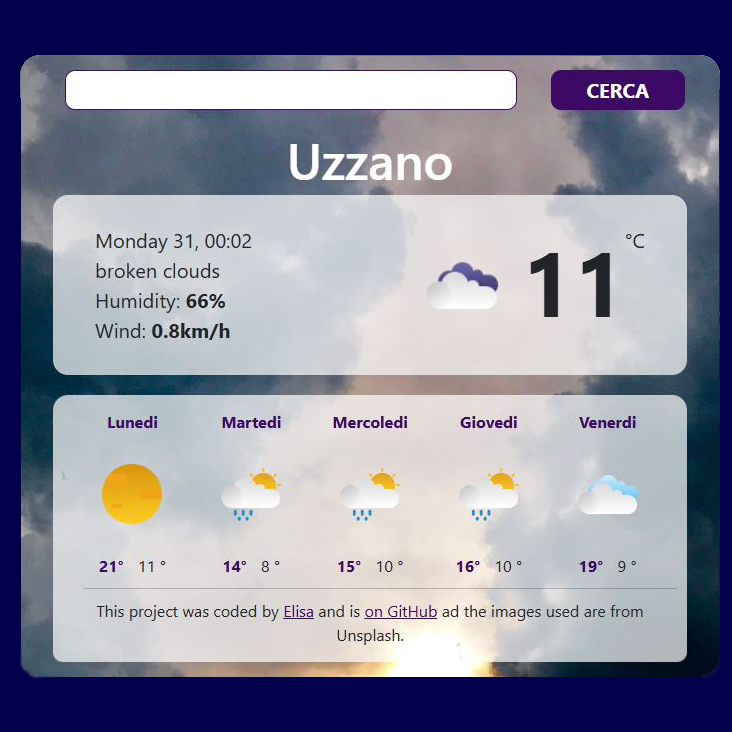 CERCA
Uzzano
Monday 31, 00:02
broken clouds
Humidity: 66%
Wind: 0.8km/h
11 °C
Lunedi Martedi Mercoledi Giovedi Venerdi
21° 11 ° 14° 8 ° 15° 10 ° 16° 10 ° 19° 9 °
This project was coded by Elisa and is on GitHub ad the images used are from
Unsplash.